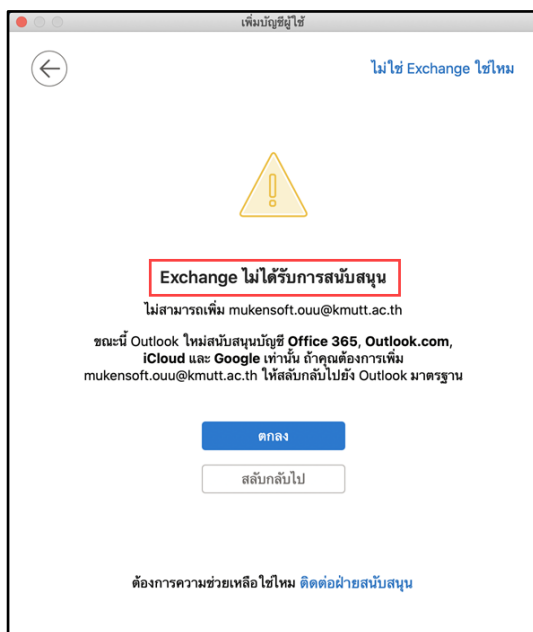 เพิ่มบัญชีผู้ใช้
ไม่ใช่ Exchange ใช่ไหม
Exchange ไม่ได้รับการสนับสนุน
ไม่สามารถเพิ่ม mukensoft.ouu@kmutt.ac.th
ขณะนี้ Outlook ใหม่สนับสนุนบัญชี Office 365, Outlook.com,
iCloud และ Google เท่านั้น ถ้าคุณต้องการเพิ่ม
mukensoft.ouu@kmutt.ac.th ให้สลับกลับไปยัง Outlook มาตรฐาน
ตกลง
สลับกลับไป
ต้องการความช่วยเหลือใช่ไหม ติดต่อฝ่ายสนับสนุน